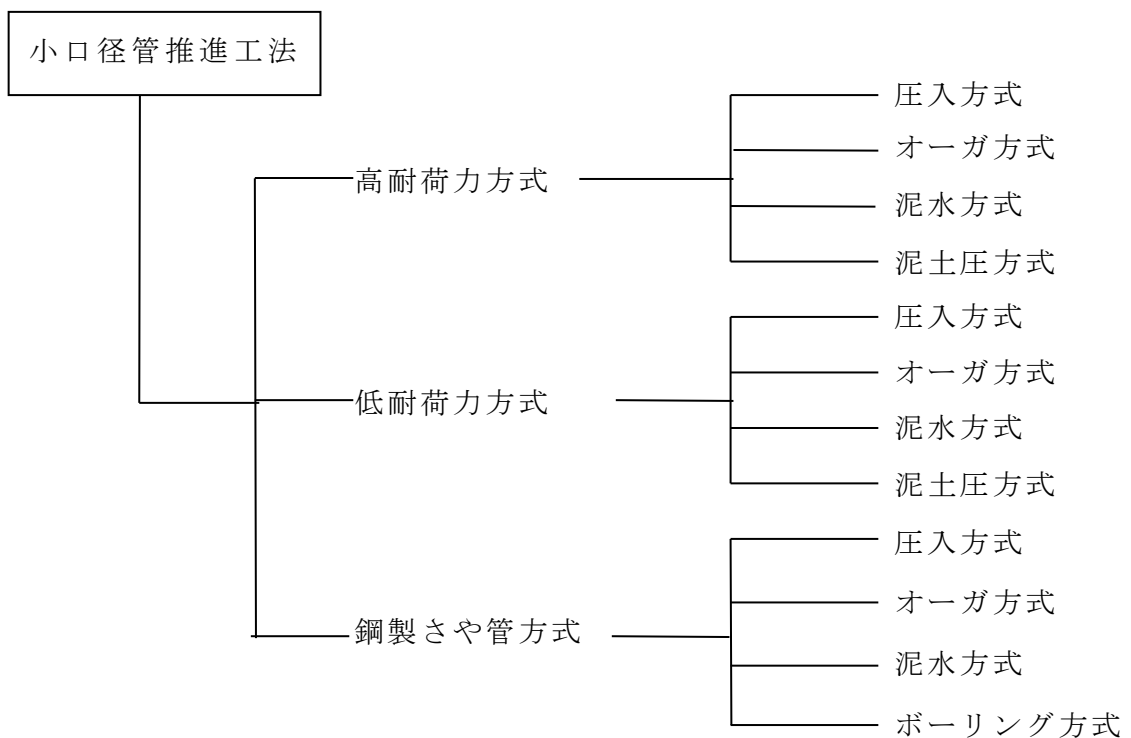 小口径管推進工法
高耐荷力方式
圧入方式
オーガ方式
泥水方式
泥土圧方式
低耐荷力方式
圧入方式
オーガ方式
泥水方式
泥土圧方式
鋼製さや管方式
圧入方式
オーガ方式
泥水方式
ボーリング方式